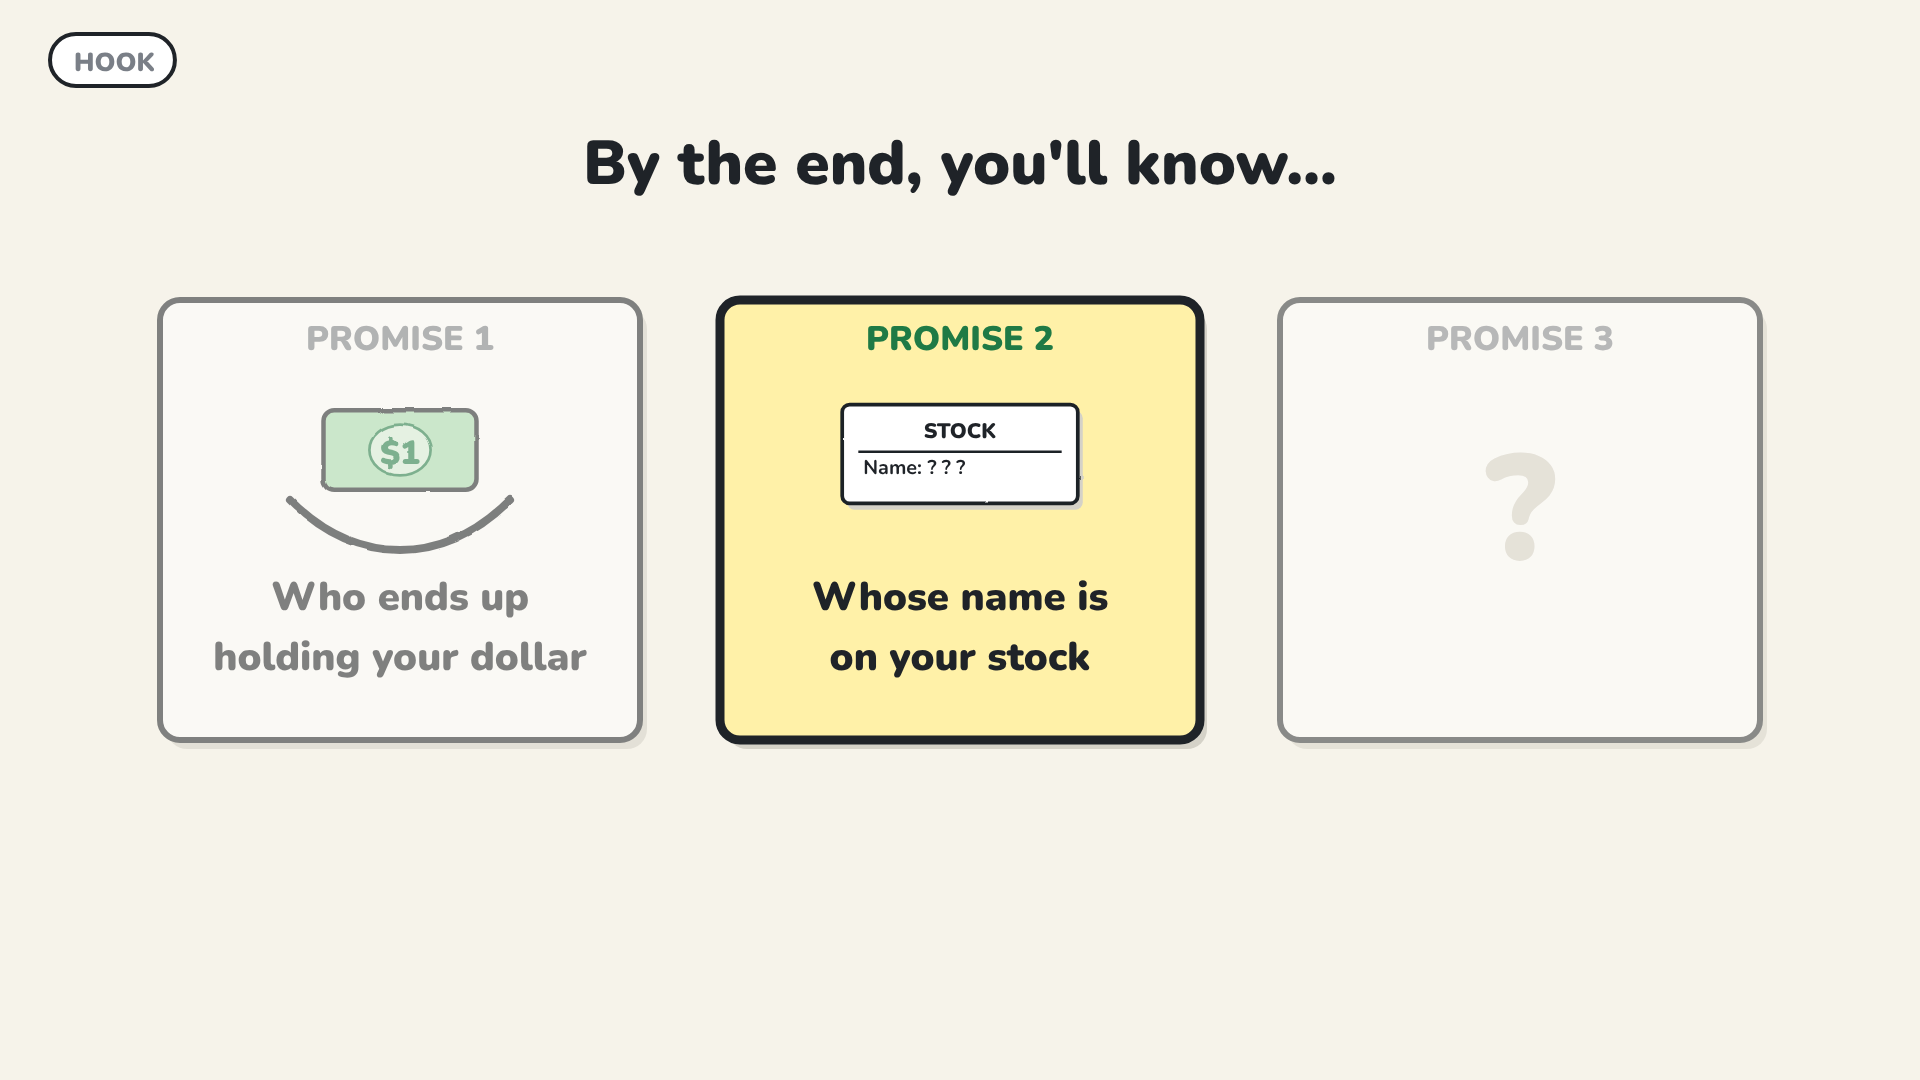 HOOK
By the end, you'll know...
PROMISE 1
$1
Who ends up
holding your dollar
PROMISE 2
STOCK
Name: ? ? ?
Whose name is
on your stock
PROMISE 3
?